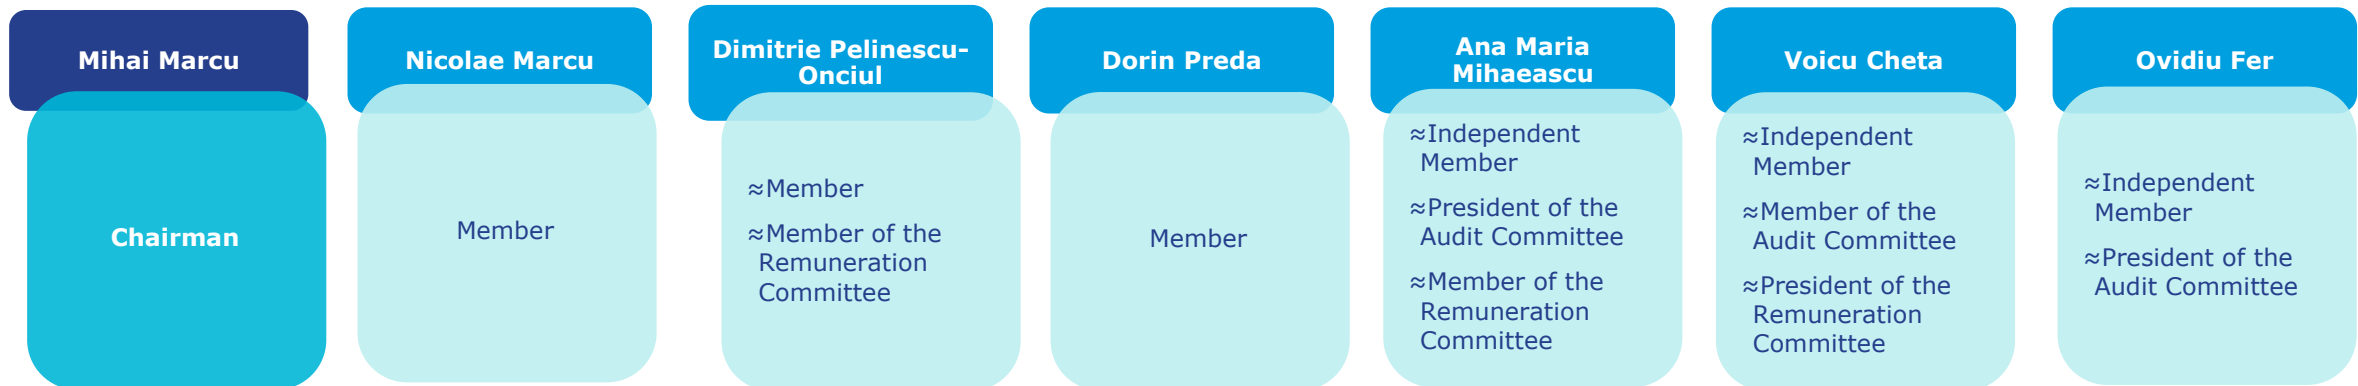 Mihai Marcu
Chairman
Nicolae Marcu
Member
Dimitrie Pelinescu–
Onciul
≈Member
≈Member of the
Remuneration
Committee
Dorin Preda
Member
Ana Maria
Mihaeascu
≈Independent
Member
≈President of the
Audit Committee
≈Member of the
Remuneration
Committee
Voicu Cheta
≈Independent
Member
≈Member of the
Audit Committee
≈President of the
Remuneration
Committee
Ovidiu Fer
≈Independent
Member
≈President of the
Audit Committee